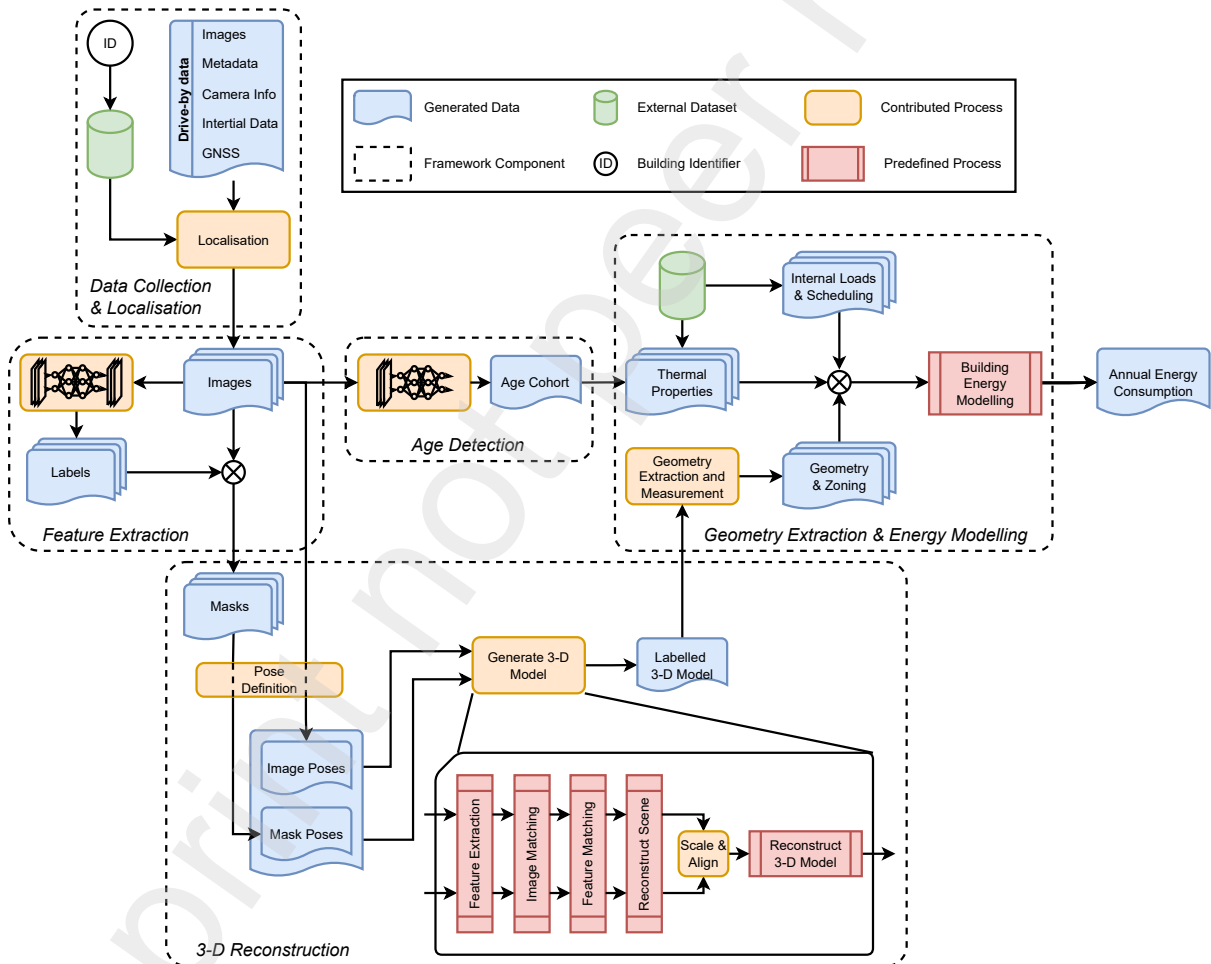 ID
Drive-by data
Images
Metadata
Camera Info
Intertial Data
GNSS
Localisation
Data Collection
& Localisation
Generated Data
External Dataset
Contributed Process
Framework Component
ID
Building Identifier
Predefined Process
Images
Labels
Feature Extraction
Age Cohort
Age Detection
Internal Loads
& Scheduling
Thermal
Properties
Building
Energy
Modelling
Annual Energy
Consumption
Geometry
Extraction and
Measurement
Geometry
& Zoning
Geometry Extraction & Energy Modelling
Masks
Pose
Definition
Image Poses
Mask Poses
Generate 3-D
Model
Labelled
3-D Model
Feature Extraction
Image Matching
Feature Matching
Reconstruct Scene
Scale &
Align
Reconstruct
3-D Model
3-D Reconstruction
print not peer r